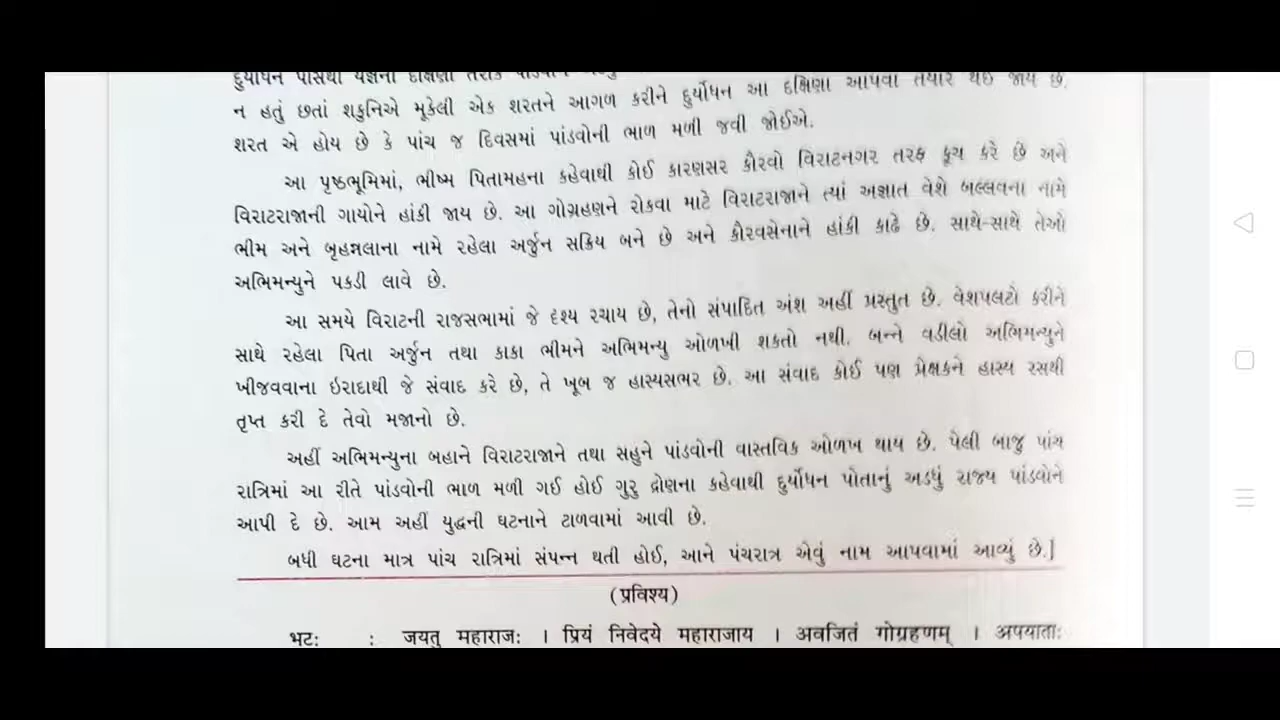 દુર્યોધન પાસેથી યજ્ઞની દક્ષિણા તરીકે
ન હતું છતાં શકુનિએ મૂકેલી એક શરતને આગળ કરીને દુર્યોધન આ દક્ષિણા આપવા તૈયાર થઈ જાય છે.
શરત એ હોય છે કે પાંચ જ દિવસમાં પાંડવોની ભાળ મળી જવી જોઈએ.
આ પૃષ્ઠભૂમિમાં, ભીષ્મ પિતામહના કહેવાથી કોઈ કારણસર કૌરવો વિરાટનગર તરફ કૂચ કરે છે અને
વિરાટરાજાની ગાયોને હાંકી જાય છે. આ ગોગ્રહણને રોકવા માટે વિરાટરાજાને ત્યાં અજ્ઞાત વેશે બલ્લવના નામે
ભીમ અને બૃહન્નલાના નામે રહેલા અર્જુન સક્રિય બને છે અને કૌરવસેનાને હાંકી કાઢે છે. સાથે-સાથે તેઓ
અભિમન્યુને પકડી લાવે છે.
આ સમયે વિરાટની રાજસભામાં જે દૃશ્ય રચાય છે, તેનો સંપાદિત અંશ અહીં પ્રસ્તુત છે. વેશપલટો કરીને
સાથે રહેલા પિતા અર્જુન તથા કાકા ભીમને અભિમન્યુ ઓળખી શકતો નથી. બન્ને વડીલો અભિમન્યુને
ખીજવવાના ઇરાદાથી જે સંવાદ કરે છે, તે ખૂબ જ હાસ્યસભર છે. આ સંવાદ કોઈ પણ પ્રેક્ષકને હાસ્ય રસથી
તૃપ્ત કરી દે તેવો મજાનો છે.
અહીં અભિમન્યુના બહાને વિરાટરાજાને તથા સહુને પાંડવોની વાસ્તવિક ઓળખ થાય છે. પેલી બાજુ પાંચ
રાત્રિમાં આ રીતે પાંડવોની ભાળ મળી ગઈ હોઈ ગુરુ દ્રોણના કહેવાથી દુર્યોધન પોતાનું અડધું રાજ્ય પાંડવોને
આપી દે છે. આમ અહીં યુદ્ધની ઘટનાને ટાળવામાં આવી છે.
બધી ઘટના માત્ર પાંચ રાત્રિમાં સંપન્ન થતી હોઈ, આને પંચરાત્ર એવું નામ આપવામાં આવ્યું છે.]
(प्रविश्य)
भटः : जयतु महाराजः । प्रियं निवेदये महाराजाय । अवजितं गोग्रहणम् । अपयाताः